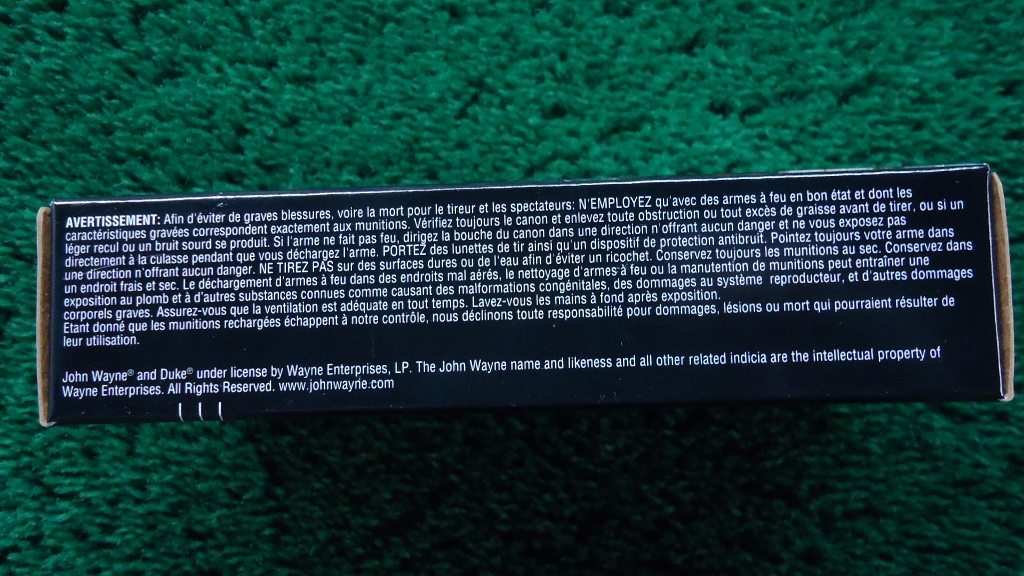 AVERTISSEMENT: Afin d'éviter de graves blessures, voire la mort pour le tireur et les spectateurs: N'EMPLOYEZ qu'avec des armes à feu en bon état et dont les
caractéristiques gravées correspondent exactement aux munitions. Vérifiez toujours le canon et enlevez toute obstruction ou tout excès de graisse avant de tirer, ou si un
léger recul ou un bruit sourd se produit. Si l'arme ne fait pas feu, dirigez la bouche du canon dans une direction n'offrant aucun danger et ne vous exposez pas
directement à la culasse pendant que vous déchargez l'arme. PORTEZ des lunettes de tir ainsi qu'un dispositif de protection antibruit. Pointez toujours votre arme dans
une direction n'offrant aucun danger. NE TIREZ PAS sur des surfaces dures ou de l'eau afin d'éviter un ricochet. Conservez toujours les munitions au sec. Conservez dans
un endroit frais et sec. Le déchargement d'armes à feu dans des endroits mal aérés, le nettoyage d'armes à feu ou la manutention de munitions peut entraîner une
exposition au plomb et à d'autres substances connues comme causant des malformations congénitales, des dommages au système reproducteur, et d'autres dommages
corporels graves. Assurez-vous que la ventilation est adéquate en tout temps. Lavez-vous les mains à fond après exposition.
Etant donné que les munitions rechargées échappent à notre contrôle, nous déclinons toute responsabilité pour dommages, lésions ou mort qui pourraient résulter de
leur utilisation.
John Wayne® and Duke® under license by Wayne Enterprises, LP. The John Wayne name and likeness and all other related indicia are the intellectual property of
Wayne Enterprises. All Rights Reserved. www.johnwayne.com